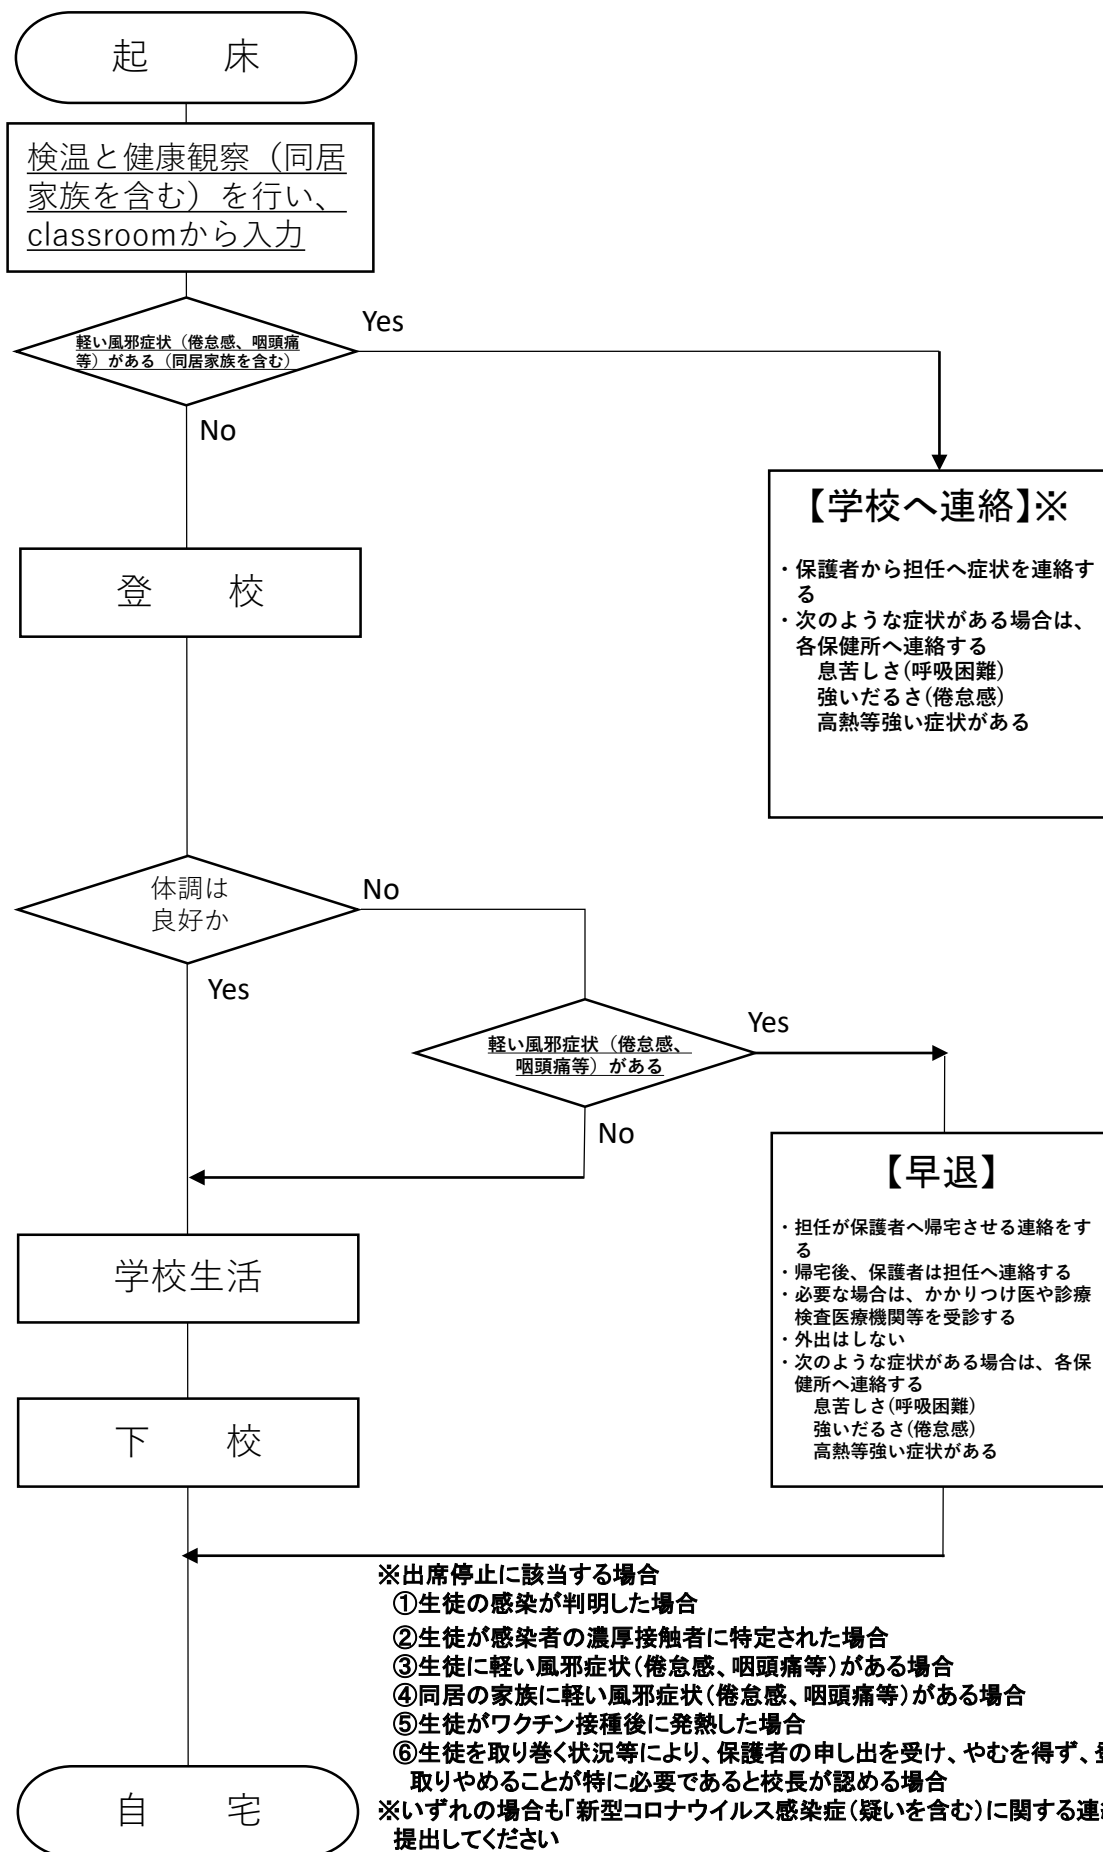 起　　床
検温と健康観察（同居
家族を含む）を行い、
classroomから入力
軽い風邪症状（倦怠感、咽頭痛
等）がある（同居家族を含む）
Yes
No
【学校へ連絡】※
・保護者から担任へ症状を連絡す
る
・次のような症状がある場合は、
各保健所へ連絡する
息苦しさ(呼吸困難)
強いだるさ(倦怠感)
高熱等強い症状がある
登　　校
体調は
良好か
No
Yes
軽い風邪症状（倦怠感、
咽頭痛等）がある
Yes
No
【早退】
・担任が保護者へ帰宅させる連絡をす
る
・帰宅後、保護者は担任へ連絡する
・必要な場合は、かかりつけ医や診療
検査医療機関等を受診する
・外出はしない
・次のような症状がある場合は、各保
健所へ連絡する
息苦しさ(呼吸困難)
強いだるさ(倦怠感)
高熱等強い症状がある
学校生活
下　　校
※出席停止に該当する場合
①生徒の感染が判明した場合
②生徒が感染者の濃厚接触者に特定された場合
③生徒に軽い風邪症状（倦怠感、咽頭痛等）がある場合
④同居の家族に軽い風邪症状（倦怠感、咽頭痛等）がある場合
⑤生徒がワクチン接種後に発熱した場合
⑥生徒を取り巻く状況等により、保護者の申し出を受け、やむを得ず、
取りやめることが特に必要であると校長が認める場合
※いずれの場合も「新型コロナウイルス感染症（疑いを含む）に関する連
提出してください
自　　宅